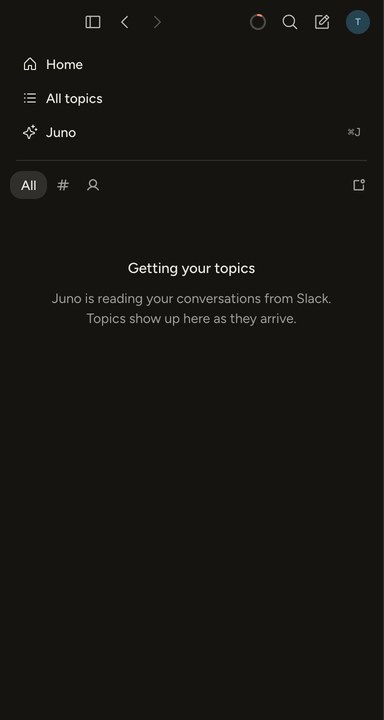 T
Home
All topics
Juno ⌘J
All
Getting your topics
Juno is reading your conversations from Slack.
Topics show up here as they arrive.